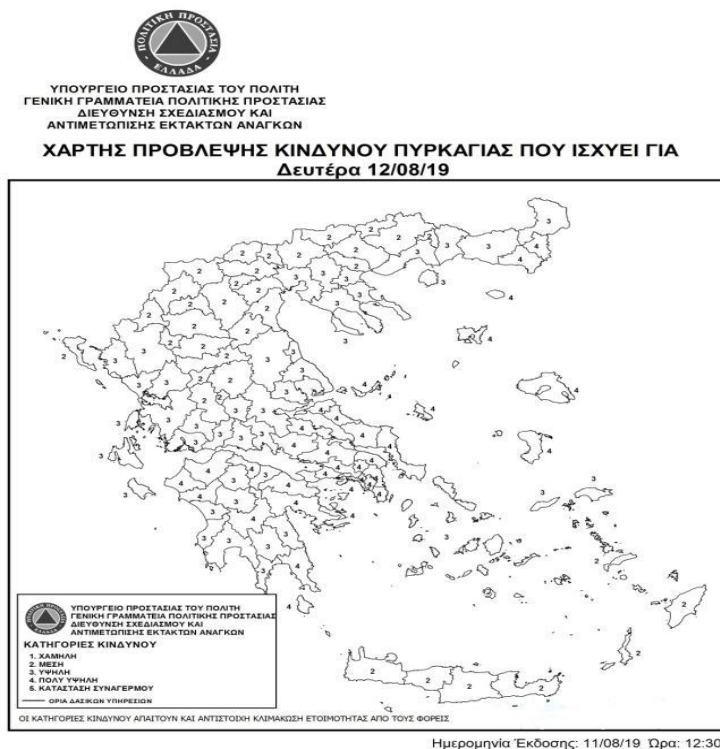 ΠΟΛΙΤΙΚΗ ΠΡΟΣΤΑΣΙΑ
ΕΛΛΑΔΑ
ΥΠΟΥΡΓΕΙΟ ΠΡΟΣΤΑΣΙΑΣ ΤΟΥ ΠΟΛΙΤΗ
ΓΕΝΙΚΗ ΓΡΑΜΜΑΤΕΙΑ ΠΟΛΙΤΙΚΗΣ ΠΡΟΣΤΑΣΙΑΣ
ΔΙΕΥΘΥΝΣΗ ΣΧΕΔΙΑΣΜΟΥ ΚΑΙ
ΑΝΤΙΜΕΤΩΠΙΣΗΣ ΕΚΤΑΚΤΩΝ ΑΝΑΓΚΩΝ
ΧΑΡΤΗΣ ΠΡΟΒΛΕΨΗΣ ΚΙΝΔΥΝΟΥ ΠΥΡΚΑΓΙΑΣ ΠΟΥ ΙΣΧΥΕΙ ΓΙΑ
Δευτέρα 12/08/19
ΥΠΟΥΡΓΕΙΟ ΠΡΟΣΤΑΣΙΑΣ ΤΟΥ ΠΟΛΙΤΗ
ΓΕΝΙΚΗ ΓΡΑΜΜΑΤΕΙΑ ΠΟΛΙΤΙΚΗΣ ΠΡΟΣΤΑΣΙΑΣ
ΔΙΕΥΘΥΝΣΗ ΣΧΕΔΙΑΣΜΟΥ ΚΑΙ
ΑΝΤΙΜΕΤΩΠΙΣΗΣ ΕΚΤΑΚΤΩΝ ΑΝΑΓΚΩΝ
ΚΑΤΗΓΟΡΙΕΣ ΚΙΝΔΥΝΟΥ
1. ΧΑΜΗΛΗ
2. ΜΕΣΗ
3. ΥΨΗΛΗ
4. ΠΟΛΥ ΥΨΗΛΗ
5. ΚΑΤΑΣΤΑΣΗ ΣΥΝΑΓΕΡΜΟΥ
ΟΡΙΑ ΔΑΣΙΚΩΝ ΥΠΗΡΕΣΙΩΝ
ΟΙ ΚΑΤΗΓΟΡΙΕΣ ΚΙΝΔΥΝΟΥ ΑΠΑΙΤΟΥΝ ΚΑΙ ΑΝΤΙΣΤΟΙΧΗ ΚΛΙΜΑΚΩΣΗ ΕΤΟΙΜΟΤΗΤΑΣ ΑΠΟ ΤΟΥΣ ΦΟΡΕΙΣ
Ημερομηνία Έκδοσης: 11/08/19 Ώρα: 12:30